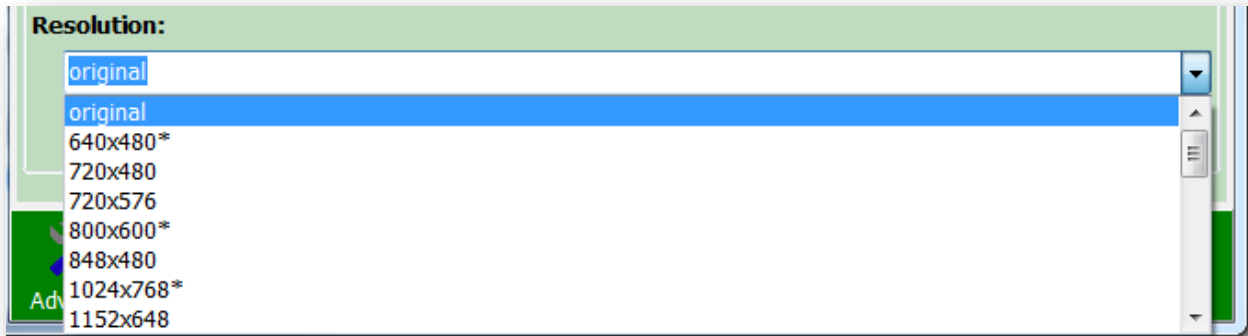 Resolution:
original
original
640x480*
720x480
720x576
800x600*
848x480
1024x768*
1152x648